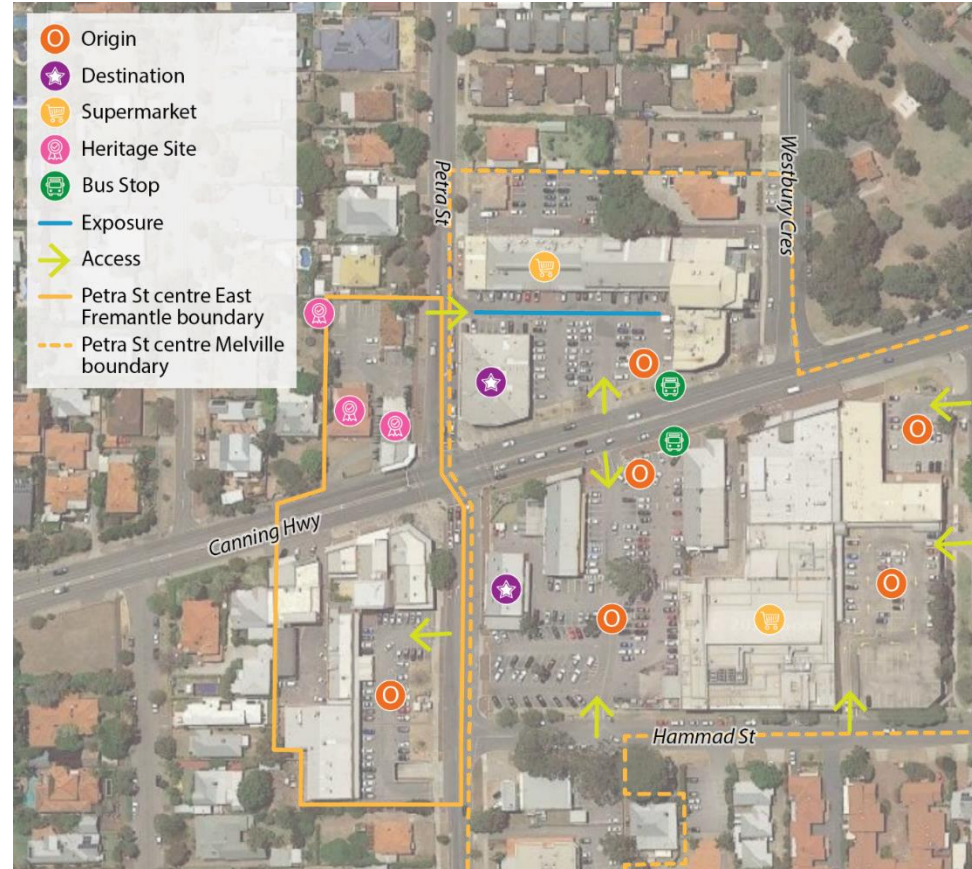 Origin
Destination
Supermarket
Heritage Site
Bus Stop
Exposure
Access
Petra St centre East
Fremantle boundary
Petra St centre Melville
boundary
Petra St
Westbury Cres
Canning Hwy
Hammad St
O
O
O
O
O
O